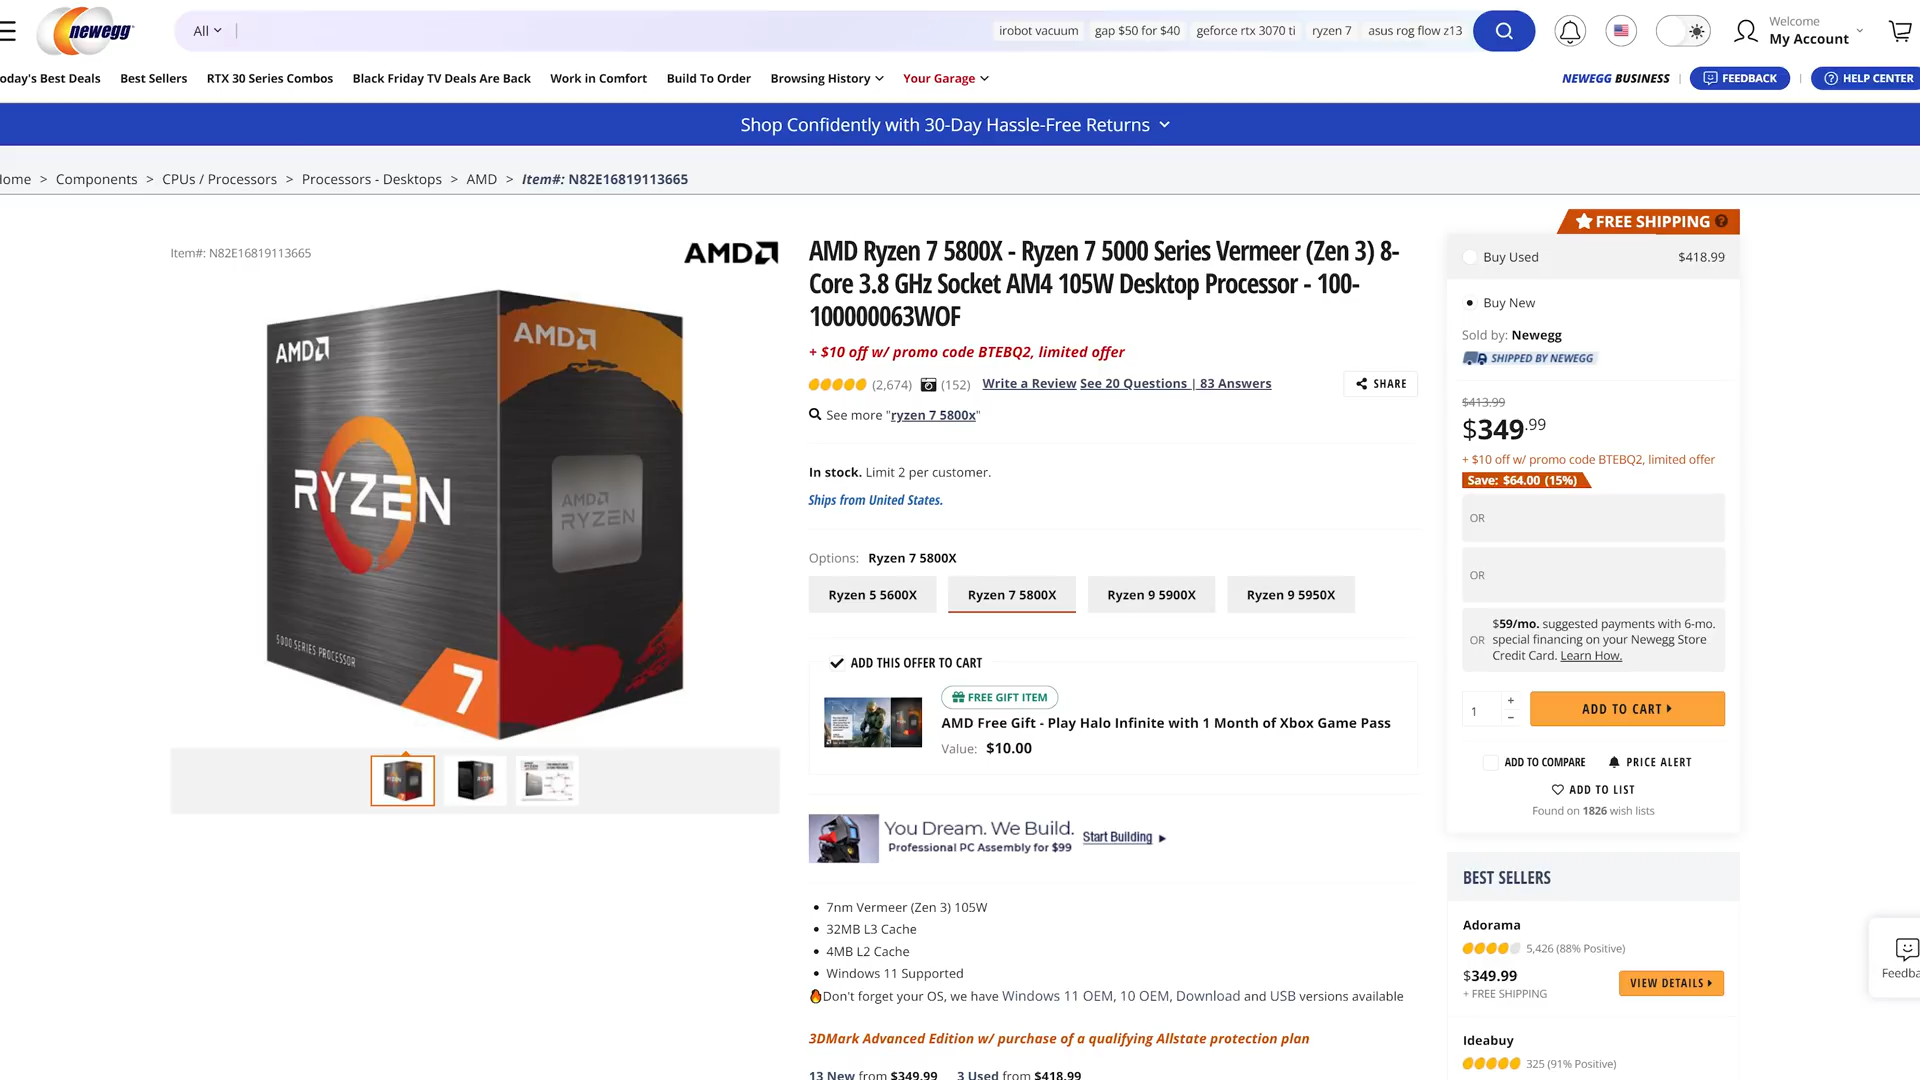 newegg
All
irobot vacuum
gap $50 for $40
geforce rtx 3070 ti
ryzen 7
asus rog flow z13
Welcome
My Account
oday's Best Deals
Best Sellers
RTX 30 Series Combos
Black Friday TV Deals Are Back
Work in Comfort
Build To Order
Browsing History
Your Garage
NEWEGG BUSINESS
FEEDBACK
HELP CENTER
Shop Confidently with 30-Day Hassle-Free Returns
ome > Components > CPUs / Processors > Processors - Desktops > AMD > Item#: N82E16819113665
Item#: N82E16819113665
AMD
AMD
AMD
RYZEN
AMD
RYZEN
5000 SERIES PROCESSOR
7
AMD Ryzen 7 5800X - Ryzen 7 5000 Series Vermeer (Zen 3) 8-
Core 3.8 GHz Socket AM4 105W Desktop Processor - 100-
100000063WOF
+ $10 off w/ promo code BTEBQ2, limited offer
(2,674) (152) Write a Review See 20 Questions | 83 Answers
SHARE
See more "ryzen 7 5800x"
In stock. Limit 2 per customer.
Ships from United States.
Options: Ryzen 7 5800X
Ryzen 5 5600X
Ryzen 7 5800X
Ryzen 9 5900X
Ryzen 9 5950X
ADD THIS OFFER TO CART
FREE GIFT ITEM
AMD Free Gift - Play Halo Infinite with 1 Month of Xbox Game Pass
Value: $10.00
You Dream. We Build.
Professional PC Assembly for $99
Start Building
• 7nm Vermeer (Zen 3) 105W
• 32MB L3 Cache
• 4MB L2 Cache
• Windows 11 Supported
Don't forget your OS, we have Windows 11 OEM, 10 OEM, Download and USB versions available
3DMark Advanced Edition w/ purchase of a qualifying Allstate protection plan
13 New from $349.99 3 Used from $418.99
FREE SHIPPING
Buy Used $418.99
Buy New
Sold by: Newegg
SHIPPED BY NEWEGG
$413.99
$349.99
+ $10 off w/ promo code BTEBQ2, limited offer
Save: $64.00 (15%)
OR
OR
OR
$59/mo. suggested payments with 6-mo.
special financing on your Newegg Store
Credit Card. Learn How.
1
+
−
ADD TO CART
ADD TO COMPARE
PRICE ALERT
ADD TO LIST
Found on 1826 wish lists
BEST SELLERS
Adorama
5,426 (88% Positive)
$349.99
+ FREE SHIPPING
VIEW DETAILS
Ideabuy
325 (91% Positive)
Feedba